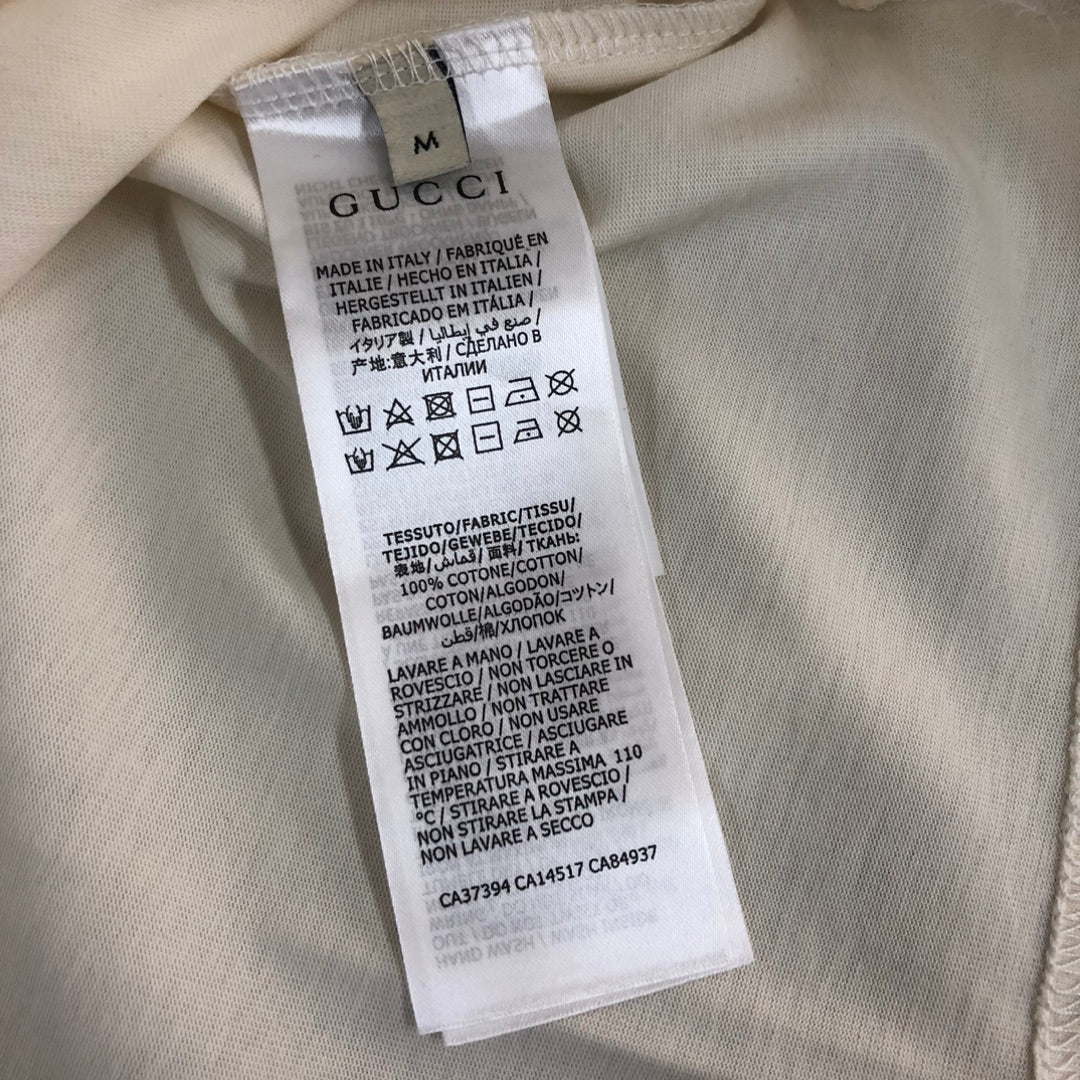 M
GUCCI
MADE IN ITALY / FABRIQUÉ EN
ITALIE / HECHO EN ITALIA /
HERGESTELLT IN ITALIEN /
FABRICADO EM ITÁLIA /
イタリア製 / صنع في إيطاليا /
产地:意大利 / СДЕЛАНО В
ИТАЛИИ
TESSUTO/FABRIC/TISSU/
TEJIDO/GEWEBE/TECIDO/
表地/قماش/面料/ТКАНЬ:
100% COTONE/COTTON/
COTON/ALGODON/
BAUMWOLLE/ALGODÃO/コットン/
قطن/棉/ХЛОПОК
LAVARE A MANO / LAVARE A
ROVESCIO / NON TORCERE O
STRIZZARE / NON LASCIARE IN
AMMOLLO / NON TRATTARE
CON CLORO / NON USARE
ASCIUGATRICE / ASCIUGARE
IN PIANO / STIRARE A
TEMPERATURA MASSIMA 110
°C / STIRARE A ROVESCIO /
NON STIRARE LA STAMPA /
NON LAVARE A SECCO
CA37394 CA14517 CA84937